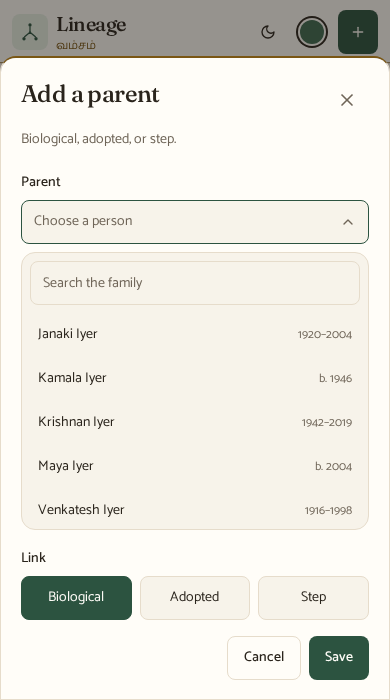 Lineage
வம்சம்
Add a parent
Biological, adopted, or step.
Parent
Choose a person
Search the family
Janaki Iyer 1920–2004
Kamala Iyer b. 1946
Krishnan Iyer 1942–2019
Maya Iyer b. 2004
Venkatesh Iyer 1916–1998
Link
Biological Adopted Step
Cancel Save